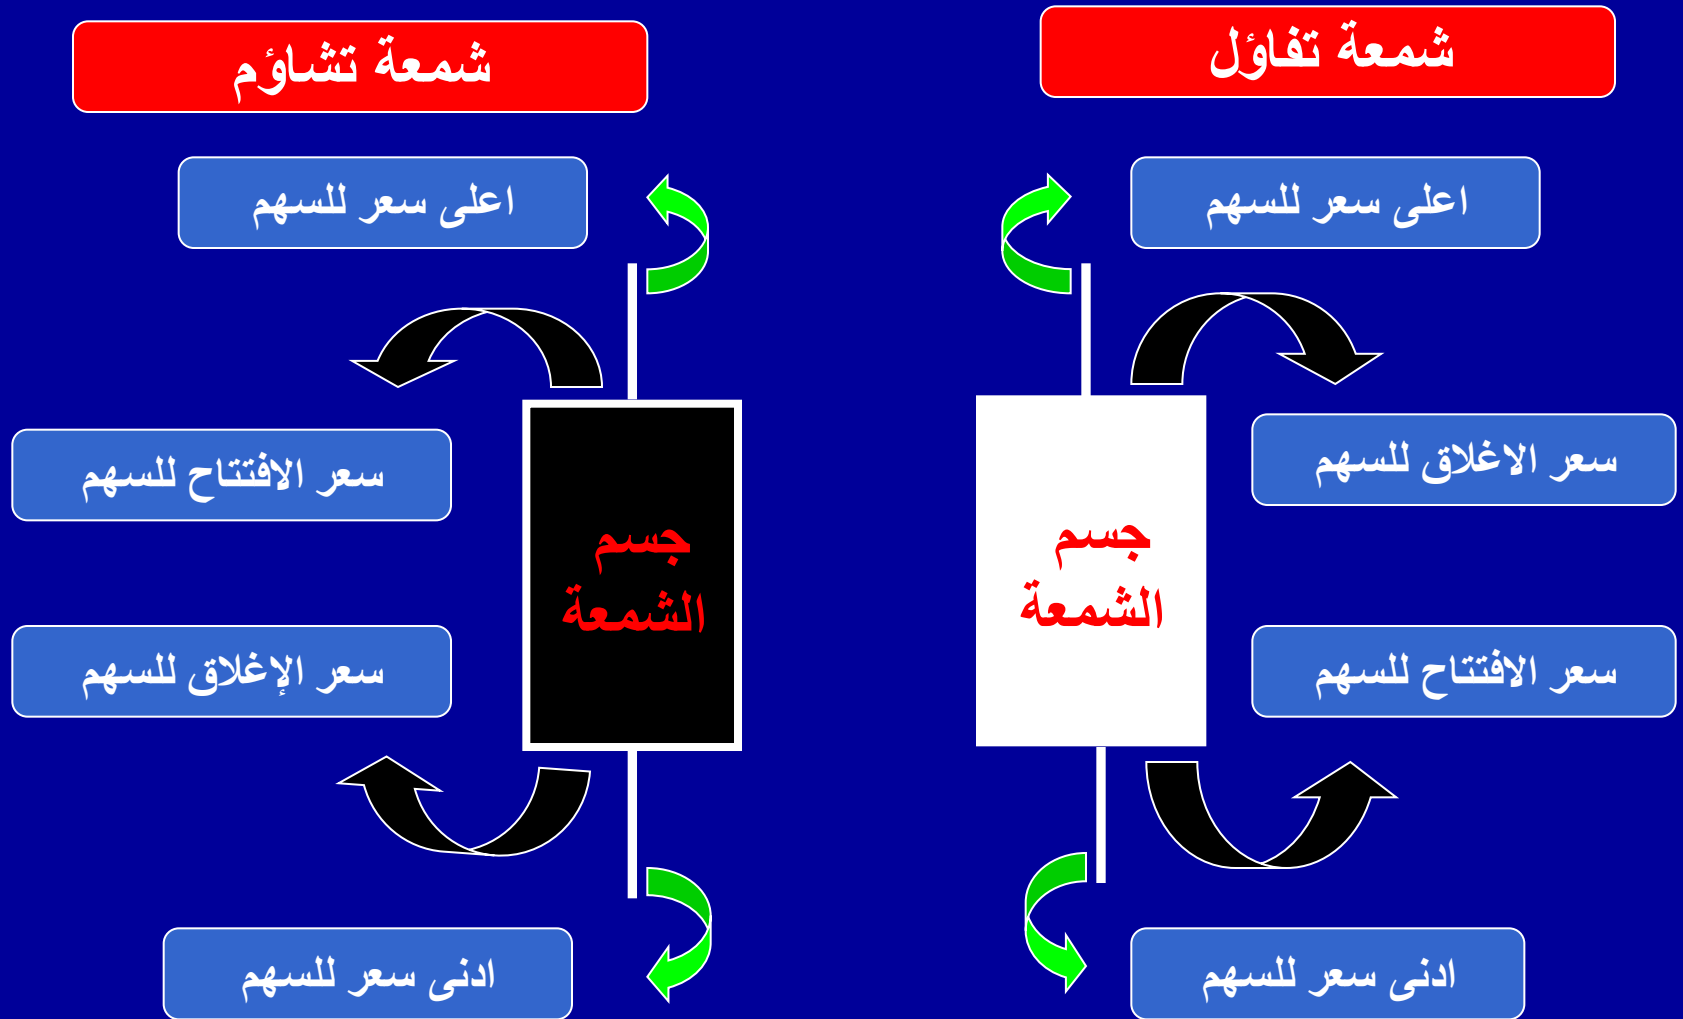 شمعة تفاؤل
شمعة تشاؤم
اعلى سعر للسهم
اعلى سعر للسهم
سعر الاغلاق للسهم
سعر الافتتاح للسهم
جسم
الشمعة
جسم
الشمعة
سعر الافتتاح للسهم
سعر الإغلاق للسهم
ادنى سعر للسهم
ادنى سعر للسهم